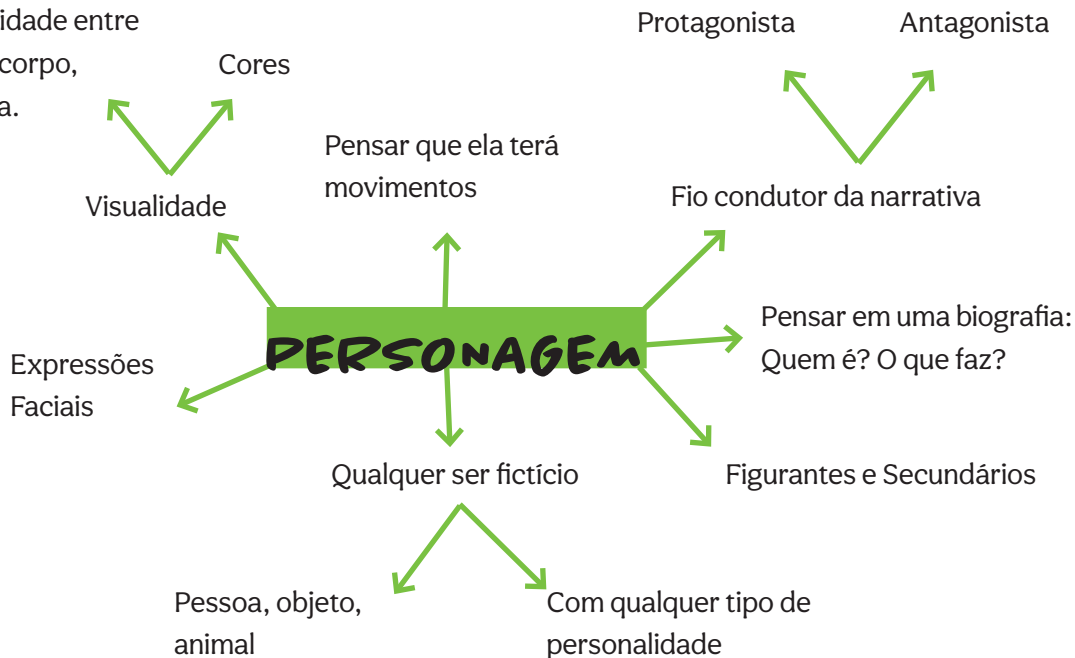 idade entre
corpo,
a.
Cores
Protagonista
Antagonista
Pensar que ela terá
movimentos
Visualidade
Fio condutor da narrativa
PERSONAGEM
Pensar em uma biografia:
Quem é? O que faz?
Expressões
Faciais
Qualquer ser fictício
Figurantes e Secundários
Pessoa, objeto,
animal
Com qualquer tipo de
personalidade